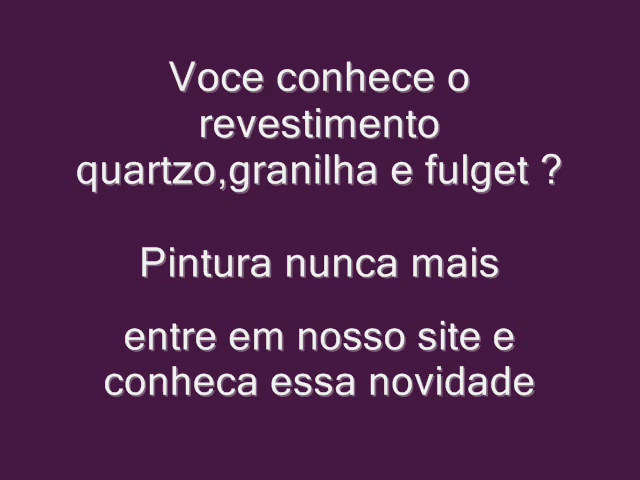 Voce conhece o
revestimento
quartzo,granilha e fulget ?
Pintura nunca mais
entre em nosso site e
conheca essa novidade